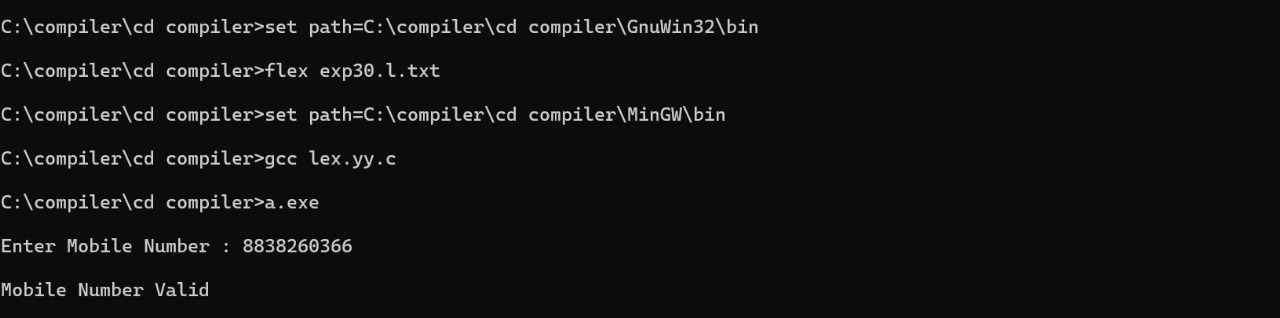 C:\compiler\cd compiler>set path=C:\compiler\cd compiler\GnuWin32\bin
C:\compiler\cd compiler>flex exp30.l.txt
C:\compiler\cd compiler>set path=C:\compiler\cd compiler\MinGW\bin
C:\compiler\cd compiler>gcc lex.yy.c
C:\compiler\cd compiler>a.exe
Enter Mobile Number : 8838260366
Mobile Number Valid